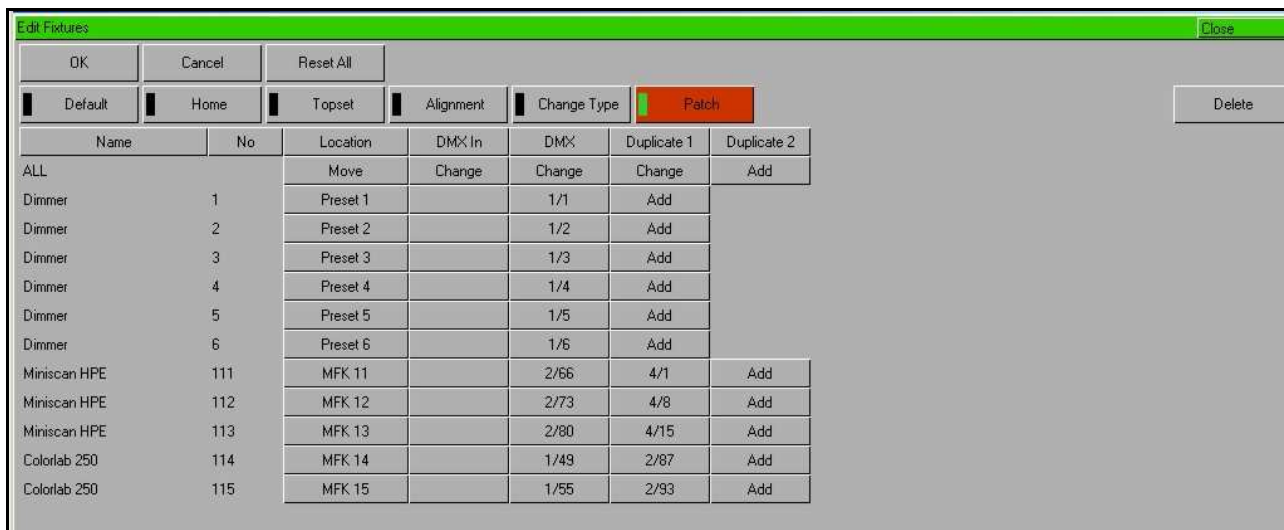 Edit Fixtures Close
OK Cancel Reset All
Default Home Topset Alignment Change Type Patch Delete
Name No Location DMX In DMX Duplicate 1 Duplicate 2
ALL Move Change Change Change Add
Dimmer 1 Preset 1 1/1 Add
Dimmer 2 Preset 2 1/2 Add
Dimmer 3 Preset 3 1/3 Add
Dimmer 4 Preset 4 1/4 Add
Dimmer 5 Preset 5 1/5 Add
Dimmer 6 Preset 6 1/6 Add
Miniscan HPE 111 MFK 11 2/66 4/1 Add
Miniscan HPE 112 MFK 12 2/73 4/8 Add
Miniscan HPE 113 MFK 13 2/80 4/15 Add
Colorlab 250 114 MFK 14 1/49 2/87 Add
Colorlab 250 115 MFK 15 1/55 2/93 Add